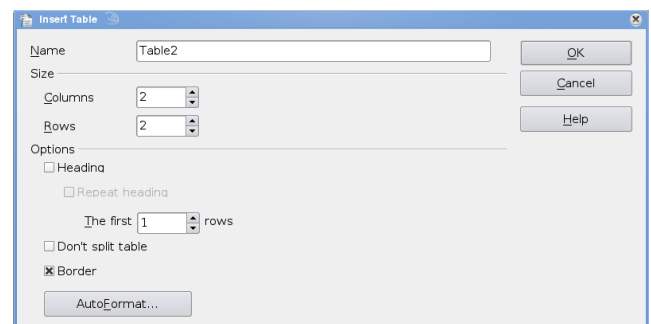 Insert Table
Name Table2
OK
Size
Cancel
Columns 2
Rows 2
Help
Options
Heading
Repeat heading
The first 1 rows
Don't split table
Border
AutoFormat...